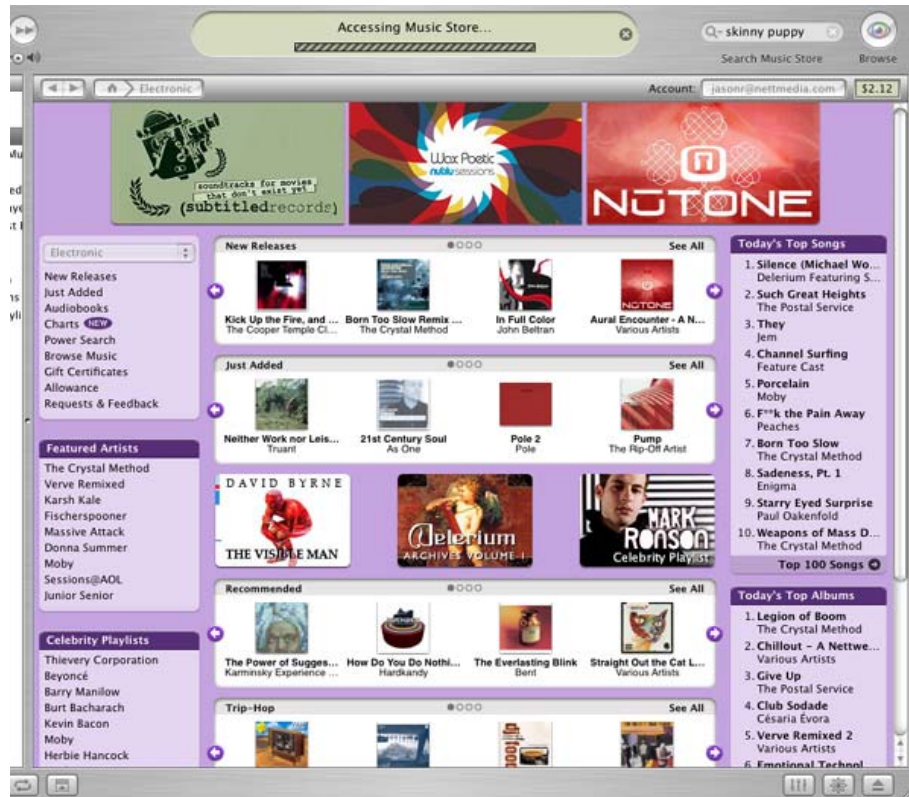 Accessing Music Store...
skinny puppy
Search Music Store
Browse
Electronic
Account:
jasonr@nettmedia.com
$2.12
soundtracks for movies
that don't exist yet
(subtitledrecords)
Wax Poetic
nublu sessions
NUTONE
Electronic
New Releases
Just Added
Audiobooks
Charts NEW
Power Search
Browse Music
Gift Certificates
Allowance
Requests & Feedback
Featured Artists
The Crystal Method
Verve Remixed
Karsh Kale
Fischerspooner
Massive Attack
Donna Summer
Moby
Sessions@AOL
Junior Senior
Celebrity Playlists
Thievery Corporation
Beyoncé
Barry Manilow
Burt Bacharach
Kevin Bacon
Moby
Herbie Hancock
New Releases
See All
Kick Up the Fire, and ...
The Cooper Temple Cl...
Born Too Slow Remix ...
The Crystal Method
In Full Color
John Beltran
NUTONE
Aural Encounter - A N...
Various Artists
Just Added
See All
Neither Work nor Leis...
Truant
21st Century Soul
As One
Pole 2
Pole
Pump
The Rip-Off Artist
DAVID BYRNE
THE VISIBLE MAN
Delerium
ARCHIVES VOLUME I
MARK
RONSON
Celebrity Playlist
Recommended
See All
The Power of Sugges...
Karminsky Experience ...
How Do You Do Nothi...
Hardkandy
The Everlasting Blink
Bent
Straight Out the Cat L...
Various Artists
Trip-Hop
See All
Today's Top Songs
1. Silence (Michael Wo...
Delerium Featuring S...
2. Such Great Heights
The Postal Service
3. They
Jem
4. Channel Surfing
Feature Cast
5. Porcelain
Moby
6. F**k the Pain Away
Peaches
7. Born Too Slow
The Crystal Method
8. Sadeness, Pt. 1
Enigma
9. Starry Eyed Surprise
Paul Oakenfold
10. Weapons of Mass D...
The Crystal Method
Top 100 Songs
Today's Top Albums
1. Legion of Boom
The Crystal Method
2. Chillout - A Nettwe...
Various Artists
3. Give Up
The Postal Service
4. Club Sodade
Césaria Évora
5. Verve Remixed 2
Various Artists
6. Emotional Technol